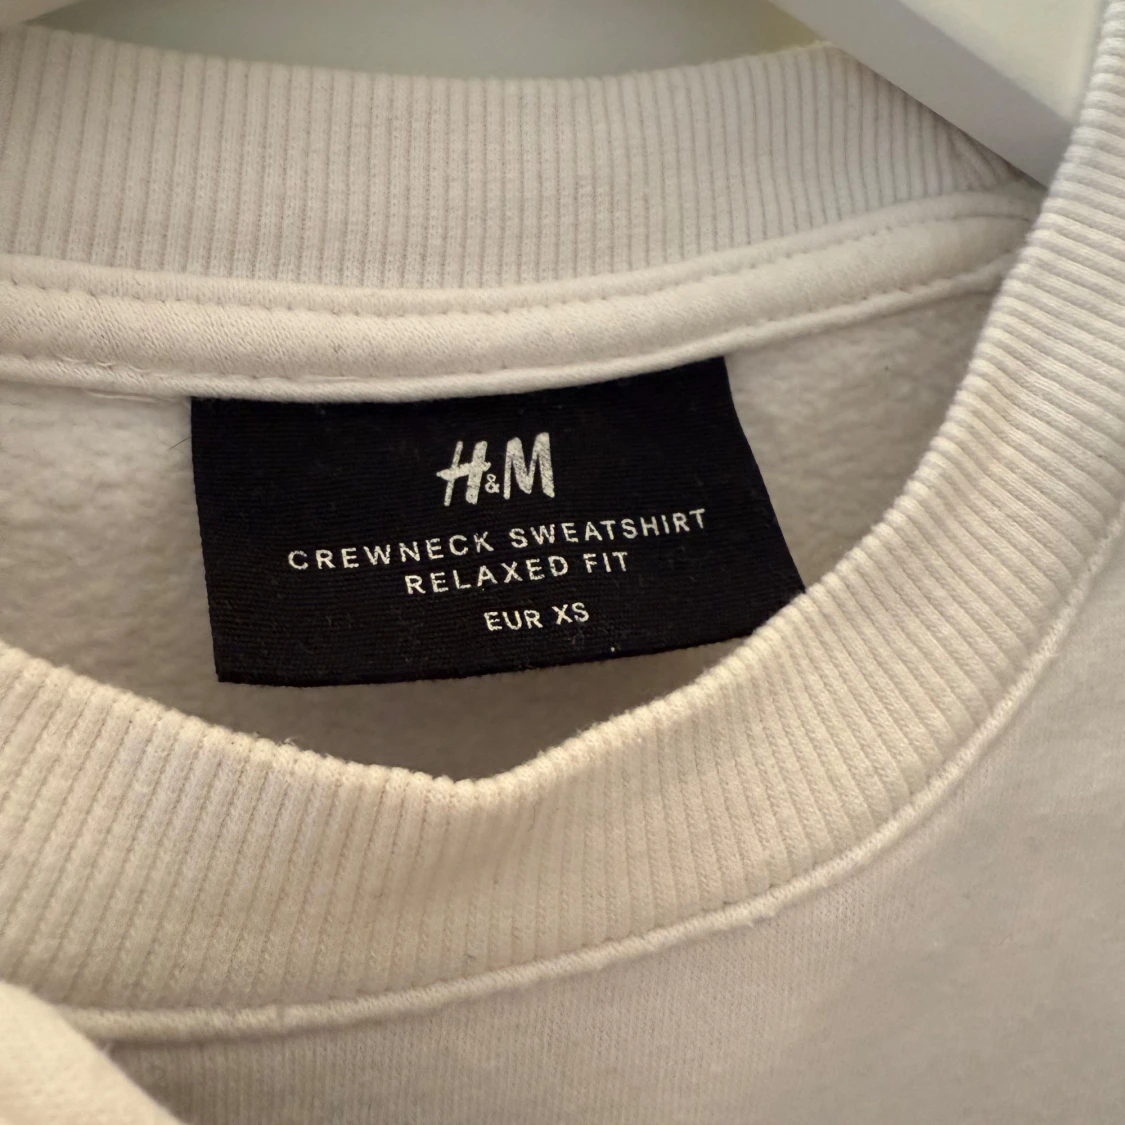 H&M
CREWNECK SWEATSHIRT
RELAXED FIT
EUR XS